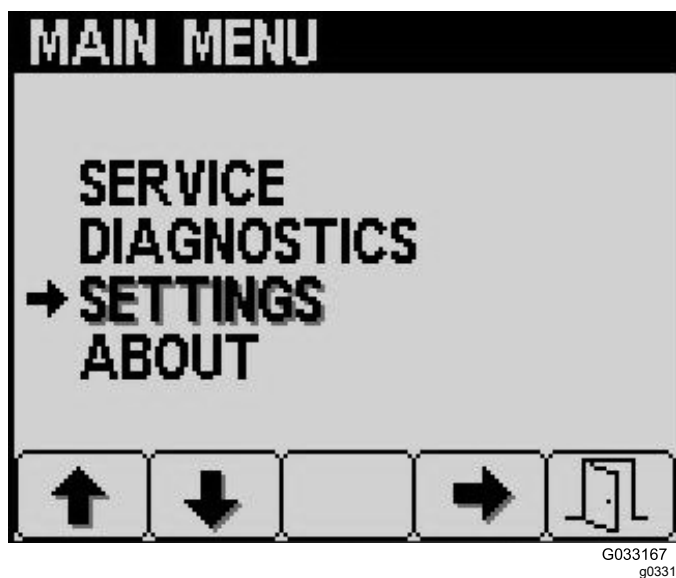 MAIN MENU
SERVICE
DIAGNOSTICS
SETTINGS
ABOUT
G033167
g0331